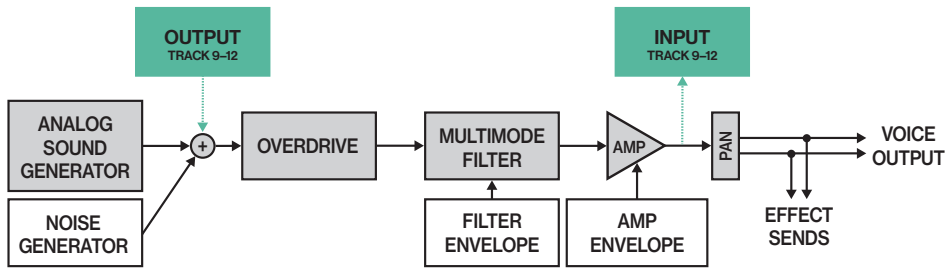 OUTPUT
TRACK 9–12
INPUT
TRACK 9–12
ANALOG
SOUND
GENERATOR
+
OVERDRIVE
MULTIMODE
FILTER
AMP
PAN
VOICE
OUTPUT
NOISE
GENERATOR
FILTER
ENVELOPE
AMP
ENVELOPE
EFFECT
SENDS